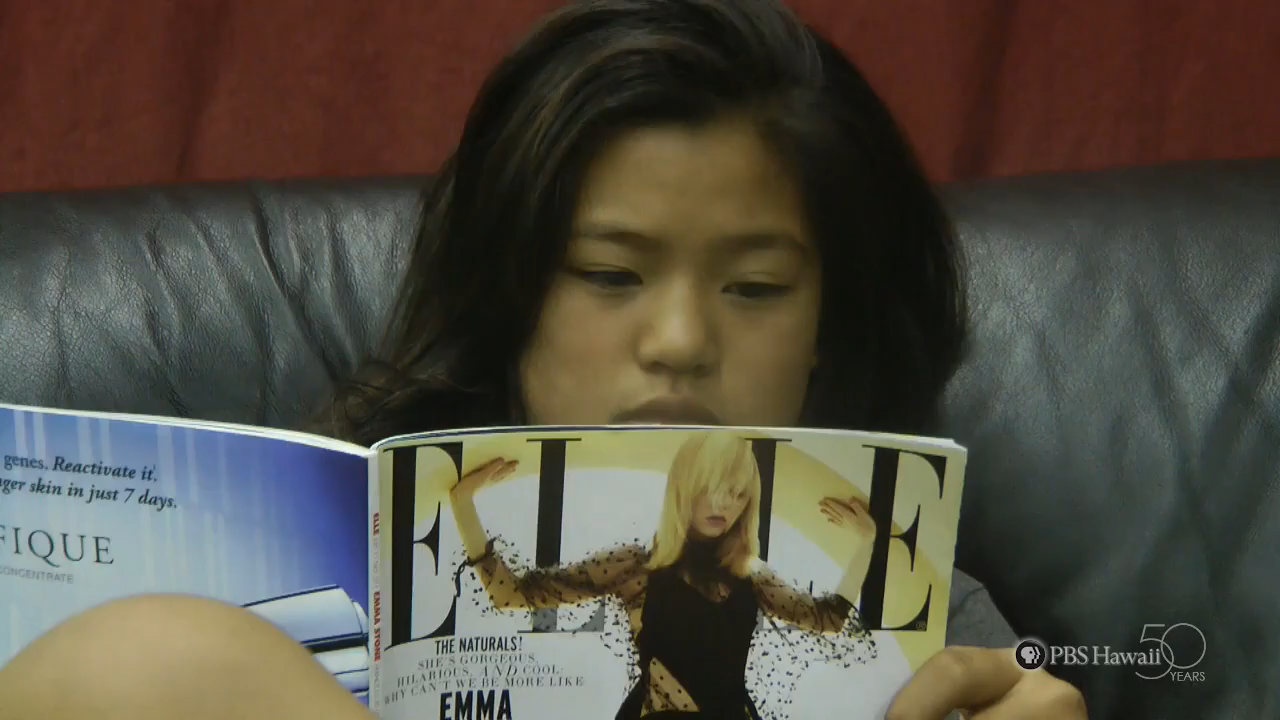 genes. Reactivate it.
ger skin in just 7 days.
FIQUE
CONCENTRATE
ELLE
EMMA STONE
ELLE
THE NATURALS!
SHE'S GORGEOUS,
HILARIOUS, AND COOL:
WHY CAN'T WE BE MORE LIKE
EMMA
PBS Hawaii 50
YEARS